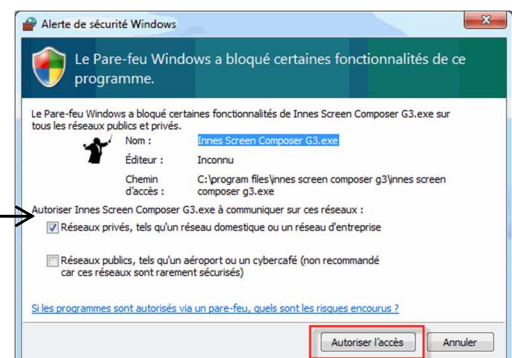 Alerte de sécurité Windows
Le Pare-feu Windows a bloqué certaines fonctionnalités de ce
programme.
Le Pare-feu Windows a bloqué certaines fonctionnalités de Innes Screen Composer G3.exe sur
tous les réseaux publics et privés.
Nom : Innes Screen Composer G3.exe
Éditeur : Inconnu
Chemin d'accès : C:\program files\innes screen composer g3\innes screen
composer g3.exe
Autoriser Innes Screen Composer G3.exe à communiquer sur ces réseaux :
Réseaux privés, tels qu'un réseau domestique ou un réseau d'entreprise
Réseaux publics, tels qu'un aéroport ou un cybercafé (non recommandé
car ces réseaux sont rarement sécurisés)
Si les programmes sont autorisés via un pare-feu, quels sont les risques encourus ?
Autoriser l'accès Annuler